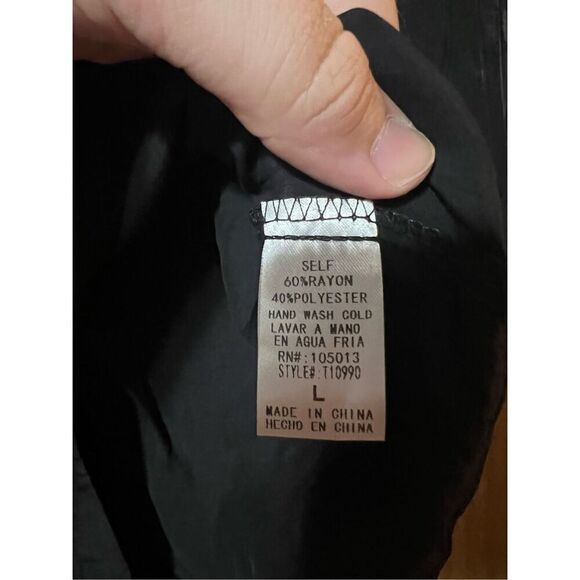 SELF
60%RAYON
40%POLYESTER
HAND WASH COLD
LAVAR A MANO
EN AGUA FRIA
RN#:105013
STYLE#:T10990
L
MADE IN CHINA
HECHO EN CHINA